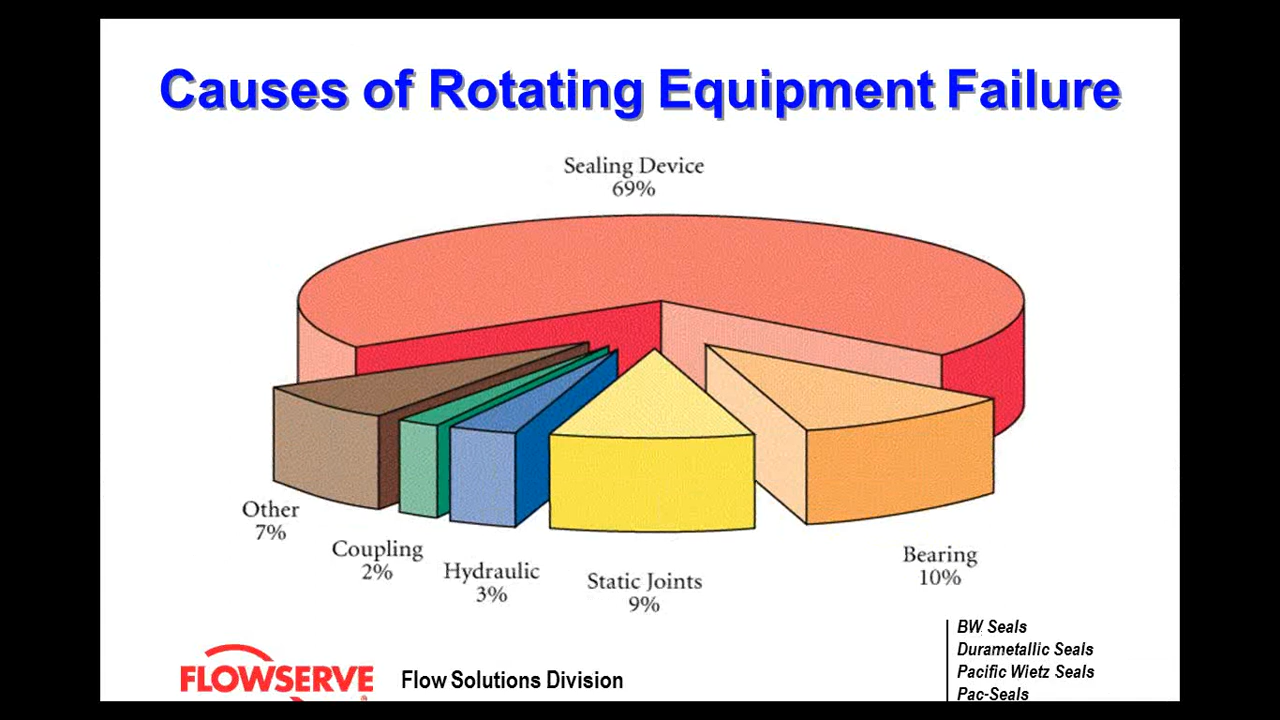 Causes of Rotating Equipment Failure
Sealing Device
69%
Other
7%
Coupling
2%
Hydraulic
3%
Static Joints
9%
Bearing
10%
BW Seals
Durametallic Seals
Pacific Wietz Seals
Pac-Seals
FLOWSERVE
®
Flow Solutions Division